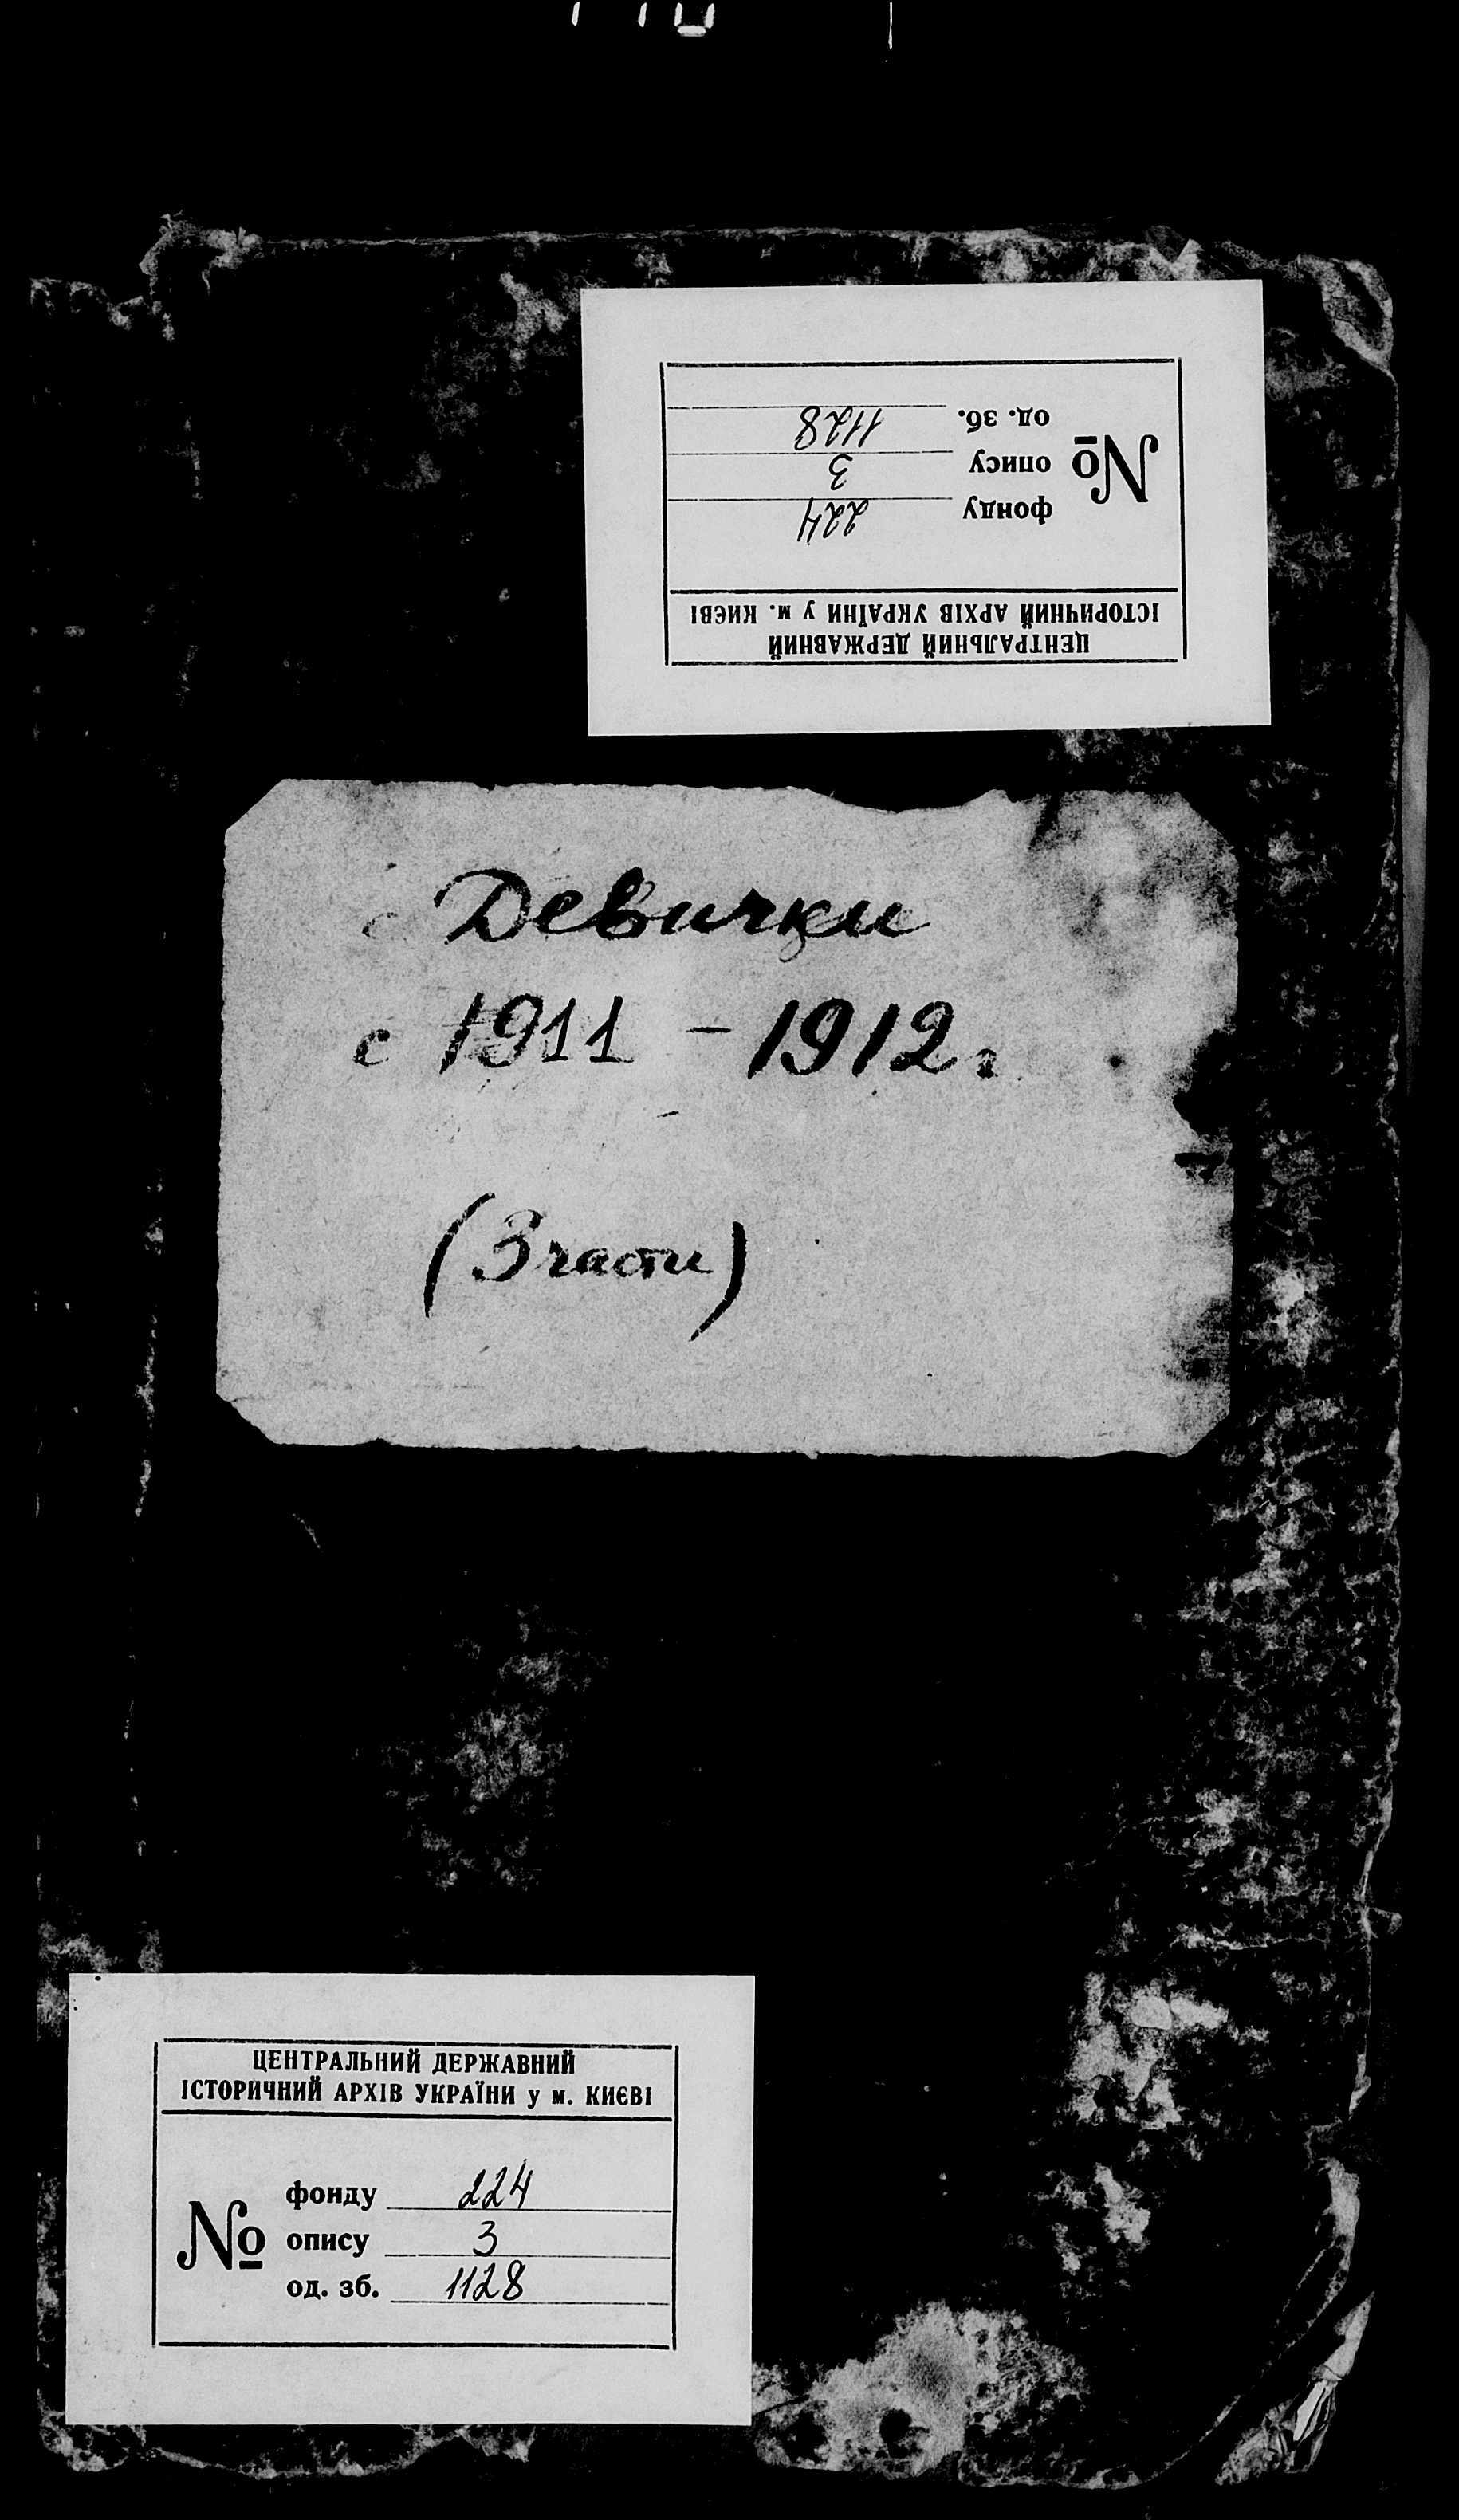 ЦЕНТРАЛЬНИЙ ДЕРЖАВНИЙ
ІСТОРИЧНИЙ АРХІВ УКРАЇНИ у м. КИЄВІ
№
фонду 224
опису 3
од. зб. 1128
с Девички
с 1911 - 1912 г
(3 части)
ЦЕНТРАЛЬНИЙ ДЕРЖАВНИЙ
ІСТОРИЧНИЙ АРХІВ УКРАЇНИ у м. КИЄВІ
№
фонду 224
опису 3
од. зб. 1128